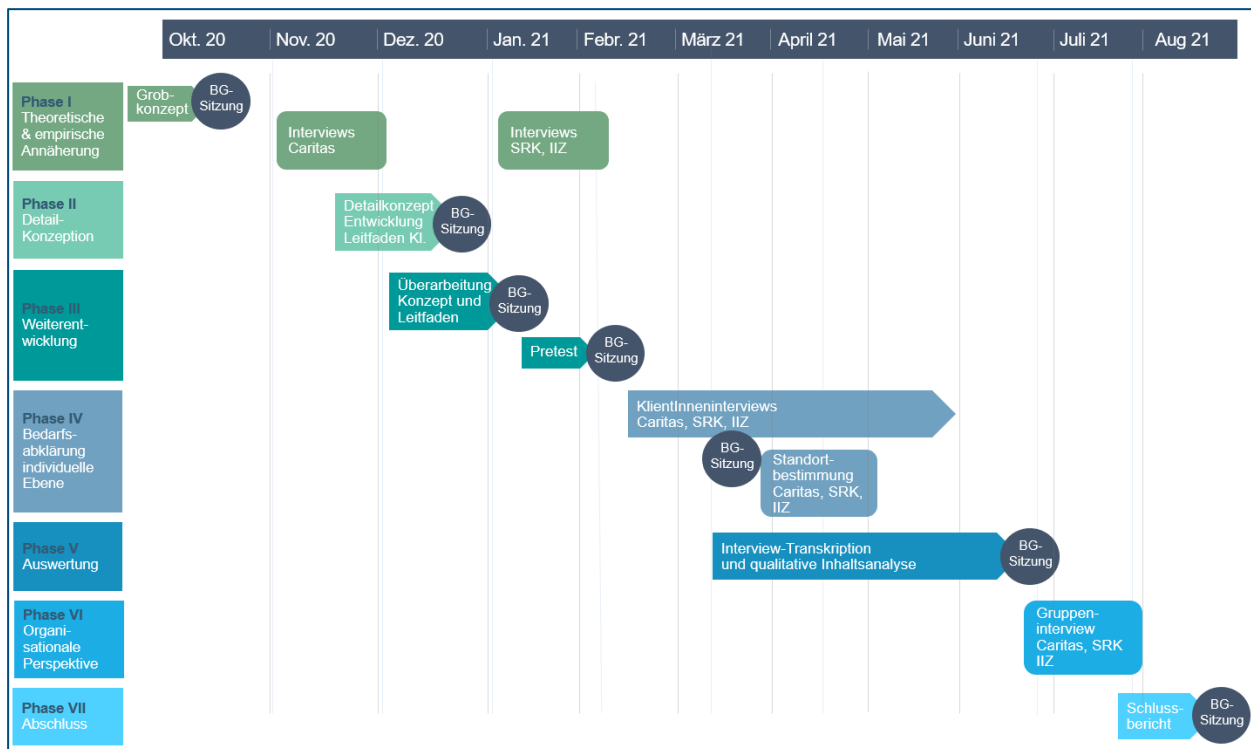 Okt. 20
Nov. 20
Dez. 20
Jan. 21
Febr. 21
März 21
April 21
Mai 21
Juni 21
Juli 21
Aug 21
Phase I
Theoretische
& empirische
Annäherung
Grob-
konzept
BG-
Sitzung
Interviews
Caritas
Interviews
SRK, IIZ
Phase II
Detail-
Konzeption
Detailkonzept
Entwicklung
Leitfaden Kl.
BG-
Sitzung
Phase III
Weiterent-
wicklung
Überarbeitung
Konzept und
Leitfaden
BG-
Sitzung
Pretest
BG-
Sitzung
Phase IV
Bedarfs-
abklärung
individuelle
Ebene
KlientInneninterviews
Caritas, SRK, IIZ
BG-
Sitzung
Standort-
bestimmung
Caritas, SRK,
IIZ
Phase V
Auswertung
Interview-Transkription
und qualitative Inhaltsanalyse
BG-
Sitzung
Phase VI
Organi-
sationale
Perspektive
Gruppen-
interview
Caritas, SRK
IIZ
Phase VII
Abschluss
Schluss-
bericht
BG-
Sitzung